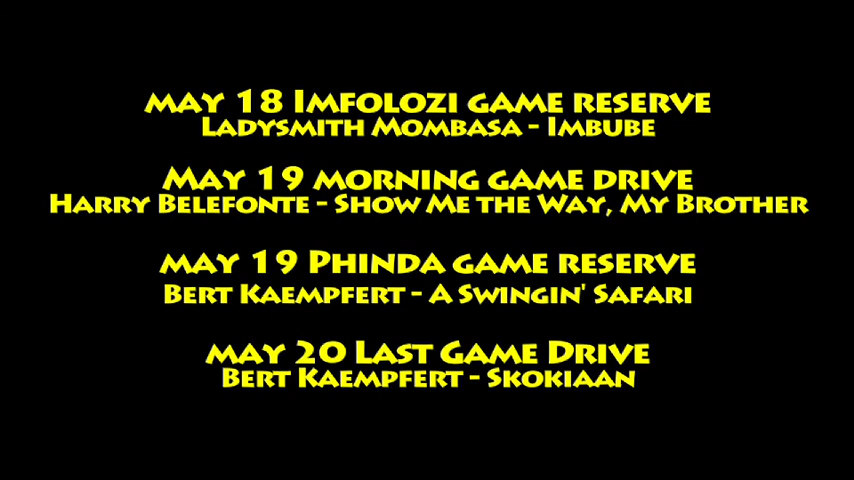 may 18 Imfolozi game reserve
Ladysmith Mombasa - Imbube
May 19 morning game drive
Harry Belefonte - Show Me the Way, My Brother
may 19 Phinda game reserve
Bert Kaempfert - A Swingin' Safari
may 20 Last Game Drive
Bert Kaempfert - Skokiaan